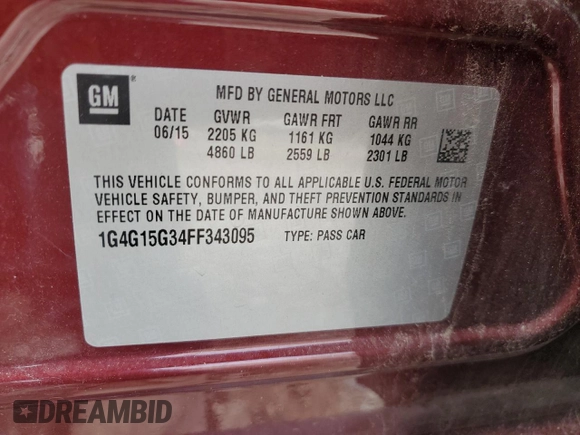 GM ®
MFD BY GENERAL MOTORS LLC
DATE GVWR GAWR FRT GAWR RR
06/15 2205 KG 1161 KG 1044 KG
4860 LB 2559 LB 2301 LB
THIS VEHICLE CONFORMS TO ALL APPLICABLE U.S. FEDERAL MOTOR
VEHICLE SAFETY, BUMPER, AND THEFT PREVENTION STANDARDS IN
EFFECT ON THE DATE OF MANUFACTURE SHOWN ABOVE.
1G4G15G34FF343095 TYPE: PASS CAR
DREAMBID